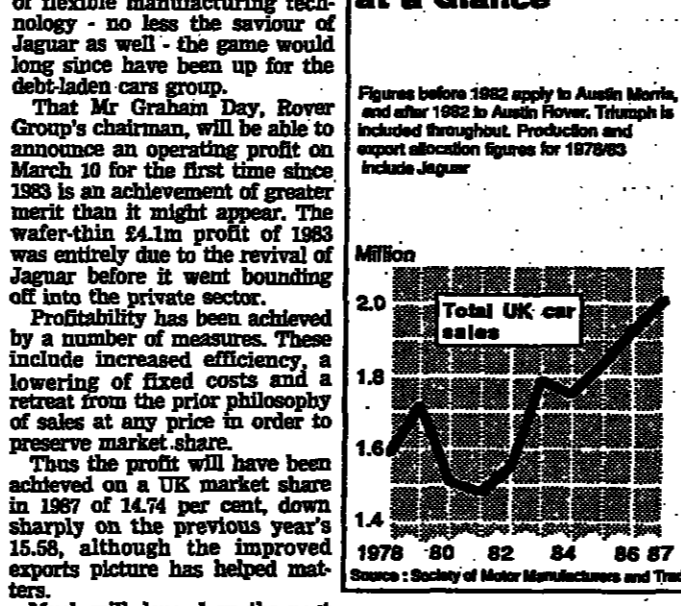 of flexible manufacturing tech-
nology - no less the saviour of
Jaguar as well - the game would
long since have been up for the
debt-laden cars group.
That Mr Graham Day, Rover
Group's chairman, will be able to
announce an operating profit on
March 10 for the first time since
1983 is an achievement of greater
merit than it might appear. The
wafer-thin £4.1m profit of 1983
was entirely due to the revival of
Jaguar before it went bounding
off into the private sector.
Profitability has been achieved
by a number of measures. These
include increased efficiency, a
lowering of fixed costs and a
retreat from the prior philosophy
of sales at any price in order to
preserve market share.
Thus the profit will have been
achieved on a UK market share
in 1987 of 14.74 per cent, down
sharply on the previous year's
15.58, although the improved
exports picture has helped mat-
ters.
at a Glance
Figures before 1982 apply to Austin Morris,
and after 1982 to Austin Rover. Triumph is
included throughout. Production and
export allocation figures for 1978/83
include Jaguar
Million
Total UK car
sales
2.0
1.8
1.6
1.4
1978 80 82 84 86 87
Source : Society of Motor Manufacturers and Trad